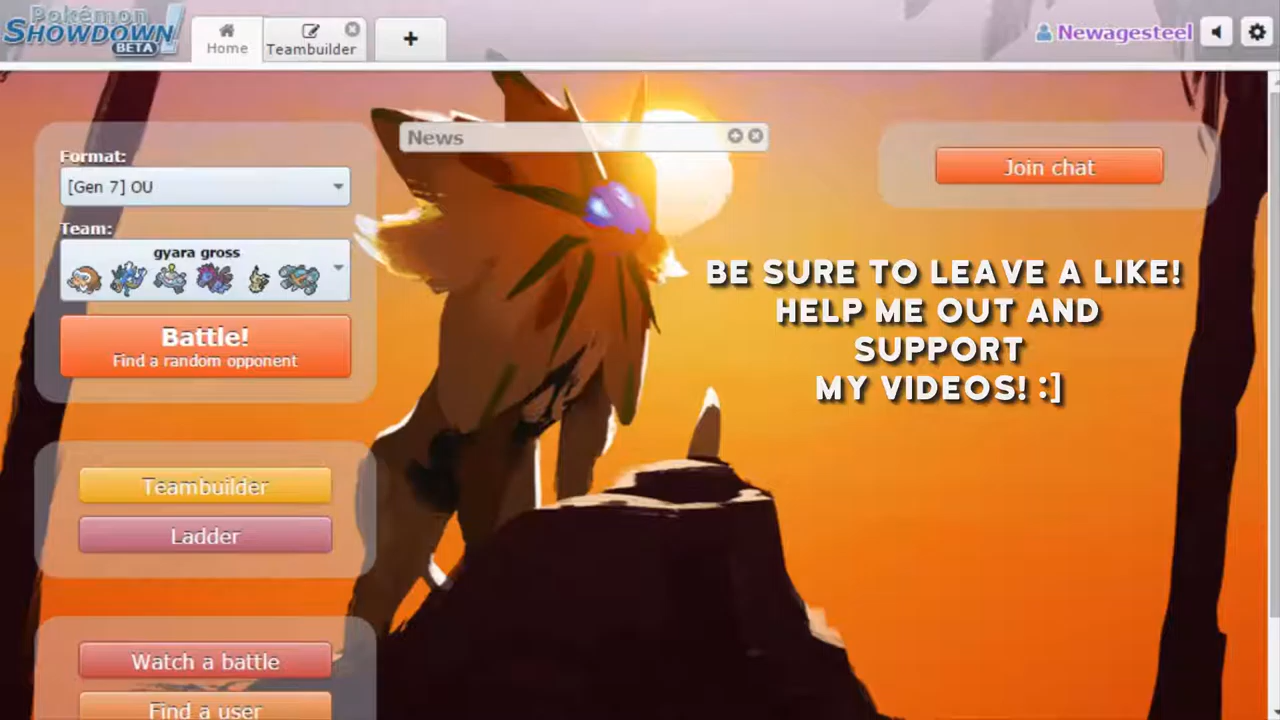 Pokémon
SHOWDOWN!
BETA
Home
Teambuilder
+
Newagesteel
Format:
[Gen 7] OU
Team:
gyara gross
Battle!
Find a random opponent
Teambuilder
Ladder
Watch a battle
Find a user
News
Join chat
BE SURE TO LEAVE A LIKE!
HELP ME OUT AND
SUPPORT
MY VIDEOS! :]